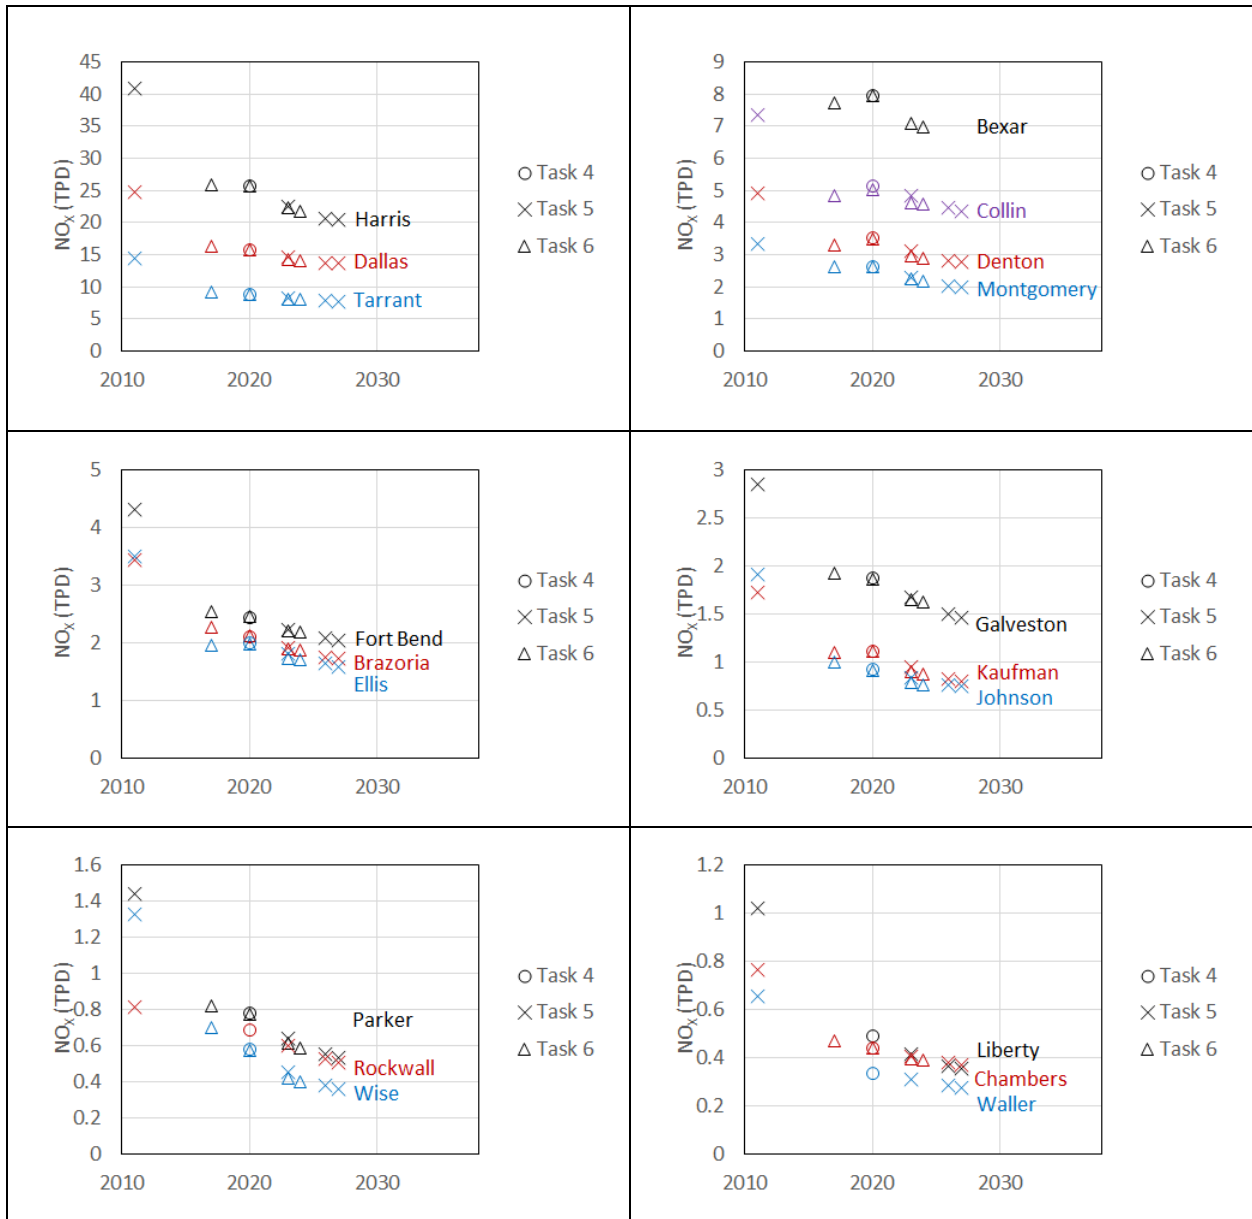 45
40
35
30
25
20
15
10
5
0
NOX (TPD)
2010 2020 2030
Harris
Dallas
Tarrant
Task 4
Task 5
Task 6
9
8
7
6
5
4
3
2
1
0
NOX (TPD)
2010 2020 2030
Bexar
Collin
Denton
Montgomery
Task 4
Task 5
Task 6
5
4
3
2
1
0
NOX (TPD)
2010 2020 2030
Fort Bend
Brazoria
Ellis
Task 4
Task 5
Task 6
3
2.5
2
1.5
1
0.5
0
NOX (TPD)
2010 2020 2030
Galveston
Kaufman
Johnson
Task 4
Task 5
Task 6
1.6
1.4
1.2
1
0.8
0.6
0.4
0.2
0
NOX (TPD)
2010 2020 2030
Parker
Rockwall
Wise
Task 4
Task 5
Task 6
1.2
1
0.8
0.6
0.4
0.2
0
NOX (TPD)
2010 2020 2030
Liberty
Chambers
Waller
Task 4
Task 5
Task 6